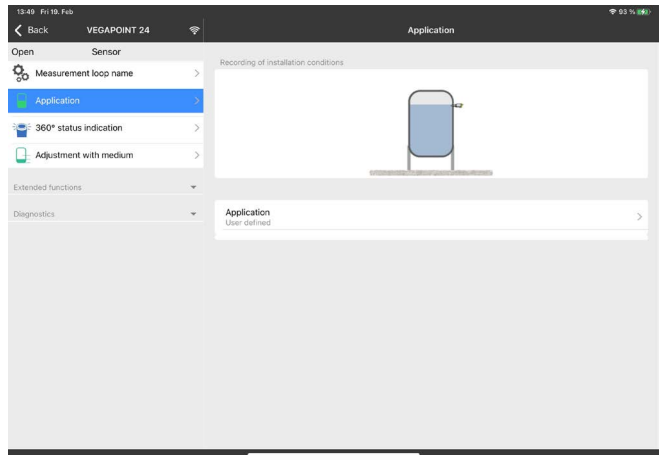 13:49 Fri 19. Feb
93 %
Back
VEGAPOINT 24
Application
Open
Sensor
Measurement loop name
Application
360° status indication
Adjustment with medium
Extended functions
Diagnostics
Recording of installation conditions
Application
User defined